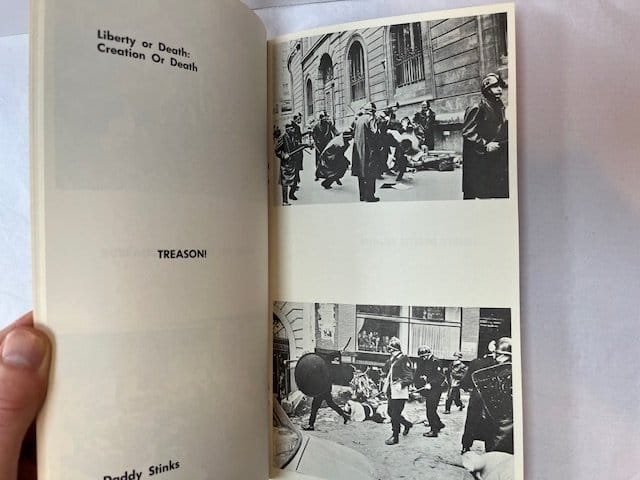 Liberty or Death:
Creation Or Death
TREASON!
Daddy Stinks